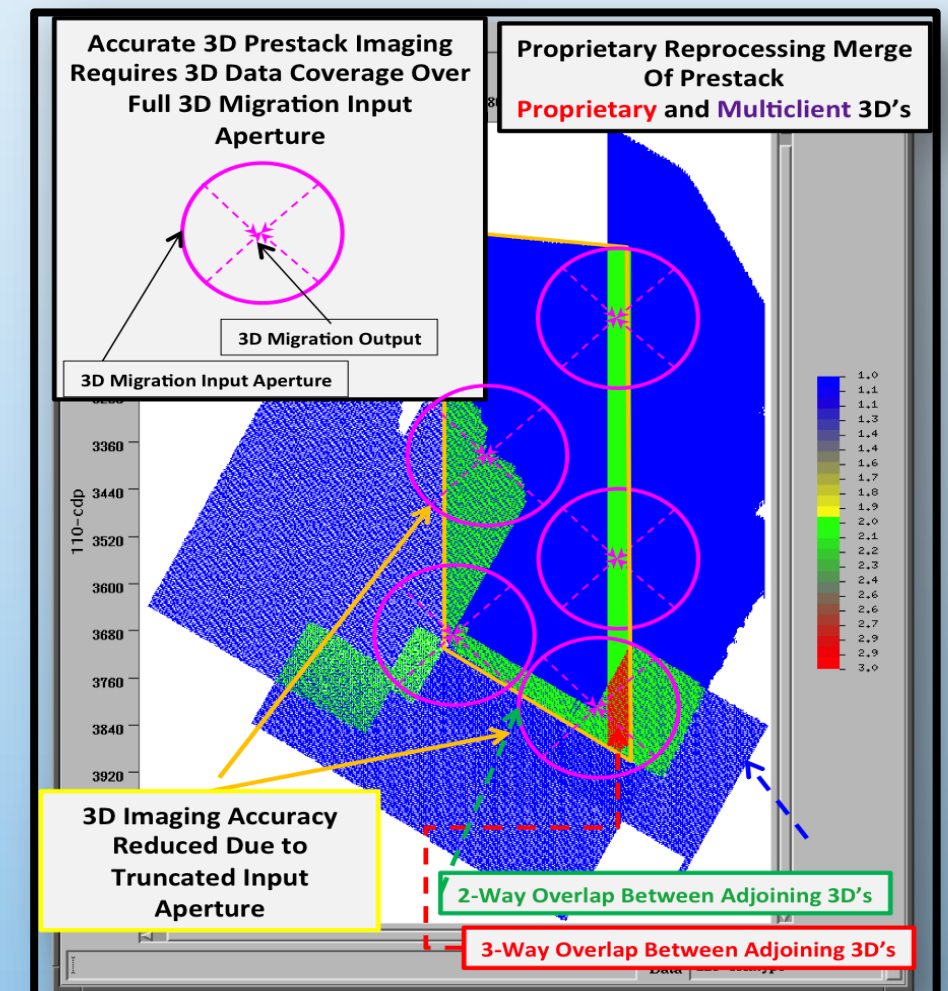 Accurate 3D Prestack Imaging
Requires 3D Data Coverage Over
Full 3D Migration Input
Aperture
3D Migration Output
3D Migration Input Aperture
Proprietary Reprocessing Merge
Of Prestack
Proprietary and Multiclient 3D's
110-cdp
3360
3440
3520
3600
3680
3760
3840
3920
1.0
1.1
1.1
1.3
1.4
1.4
1.6
1.7
1.8
1.9
2.0
2.1
2.2
2.3
2.4
2.6
2.6
2.7
2.9
2.9
3.0
3D Imaging Accuracy
Reduced Due to
Truncated Input
Aperture
2-Way Overlap Between Adjoining 3D's
3-Way Overlap Between Adjoining 3D's
Data